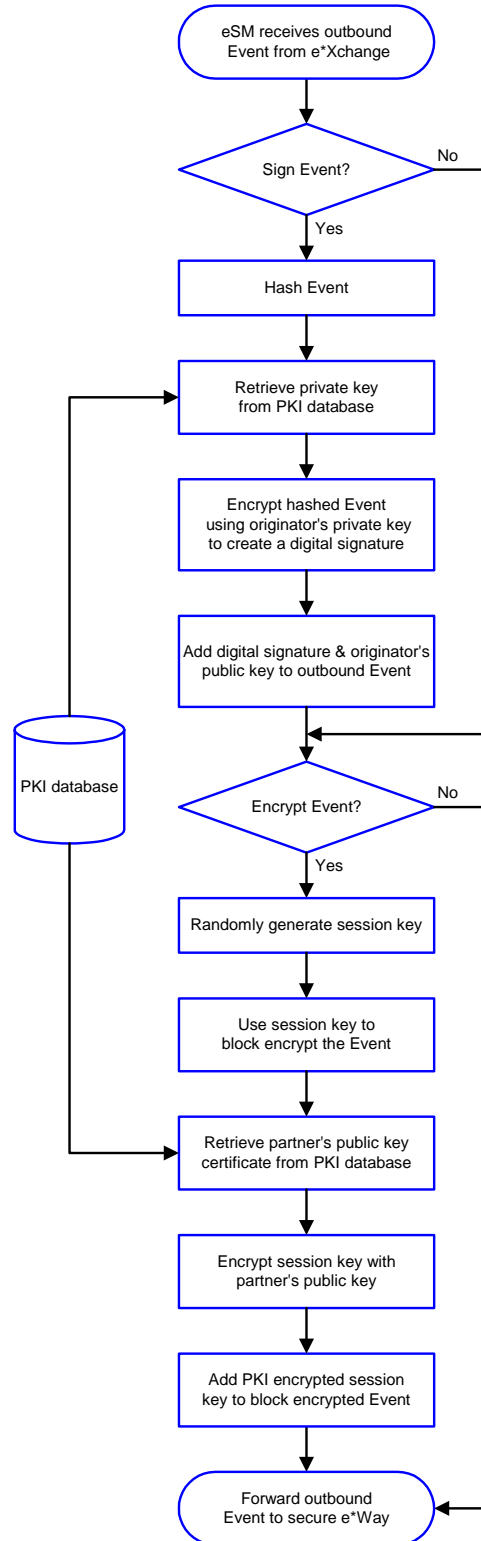 eSM receives outbound
Event from e*Xchange
Sign Event?
No
Yes
Hash Event
Retrieve private key
from PKI database
Encrypt hashed Event
using originator's private key
to create a digital signature
Add digital signature & originator's
public key to outbound Event
PKI database
Encrypt Event?
No
Yes
Randomly generate session key
Use session key to
block encrypt the Event
Retrieve partner's public key
certificate from PKI database
Encrypt session key with
partner's public key
Add PKI encrypted session
key to block encrypted Event
Forward outbound
Event to secure e*Way